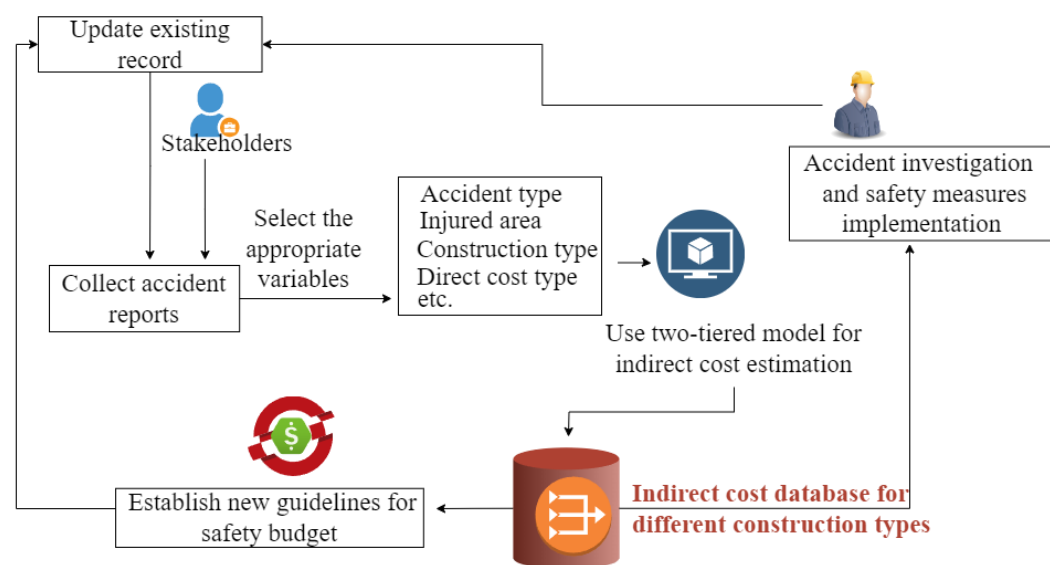 Update existing
record
Stakeholders
Accident investigation
and safety measures
implementation
Select the
appropriate
variables
Accident type
Injured area
Construction type
Direct cost type
etc.
Collect accident
reports
Use two-tiered model for
indirect cost estimation
$
Establish new guidelines for
safety budget
Indirect cost database for
different construction types